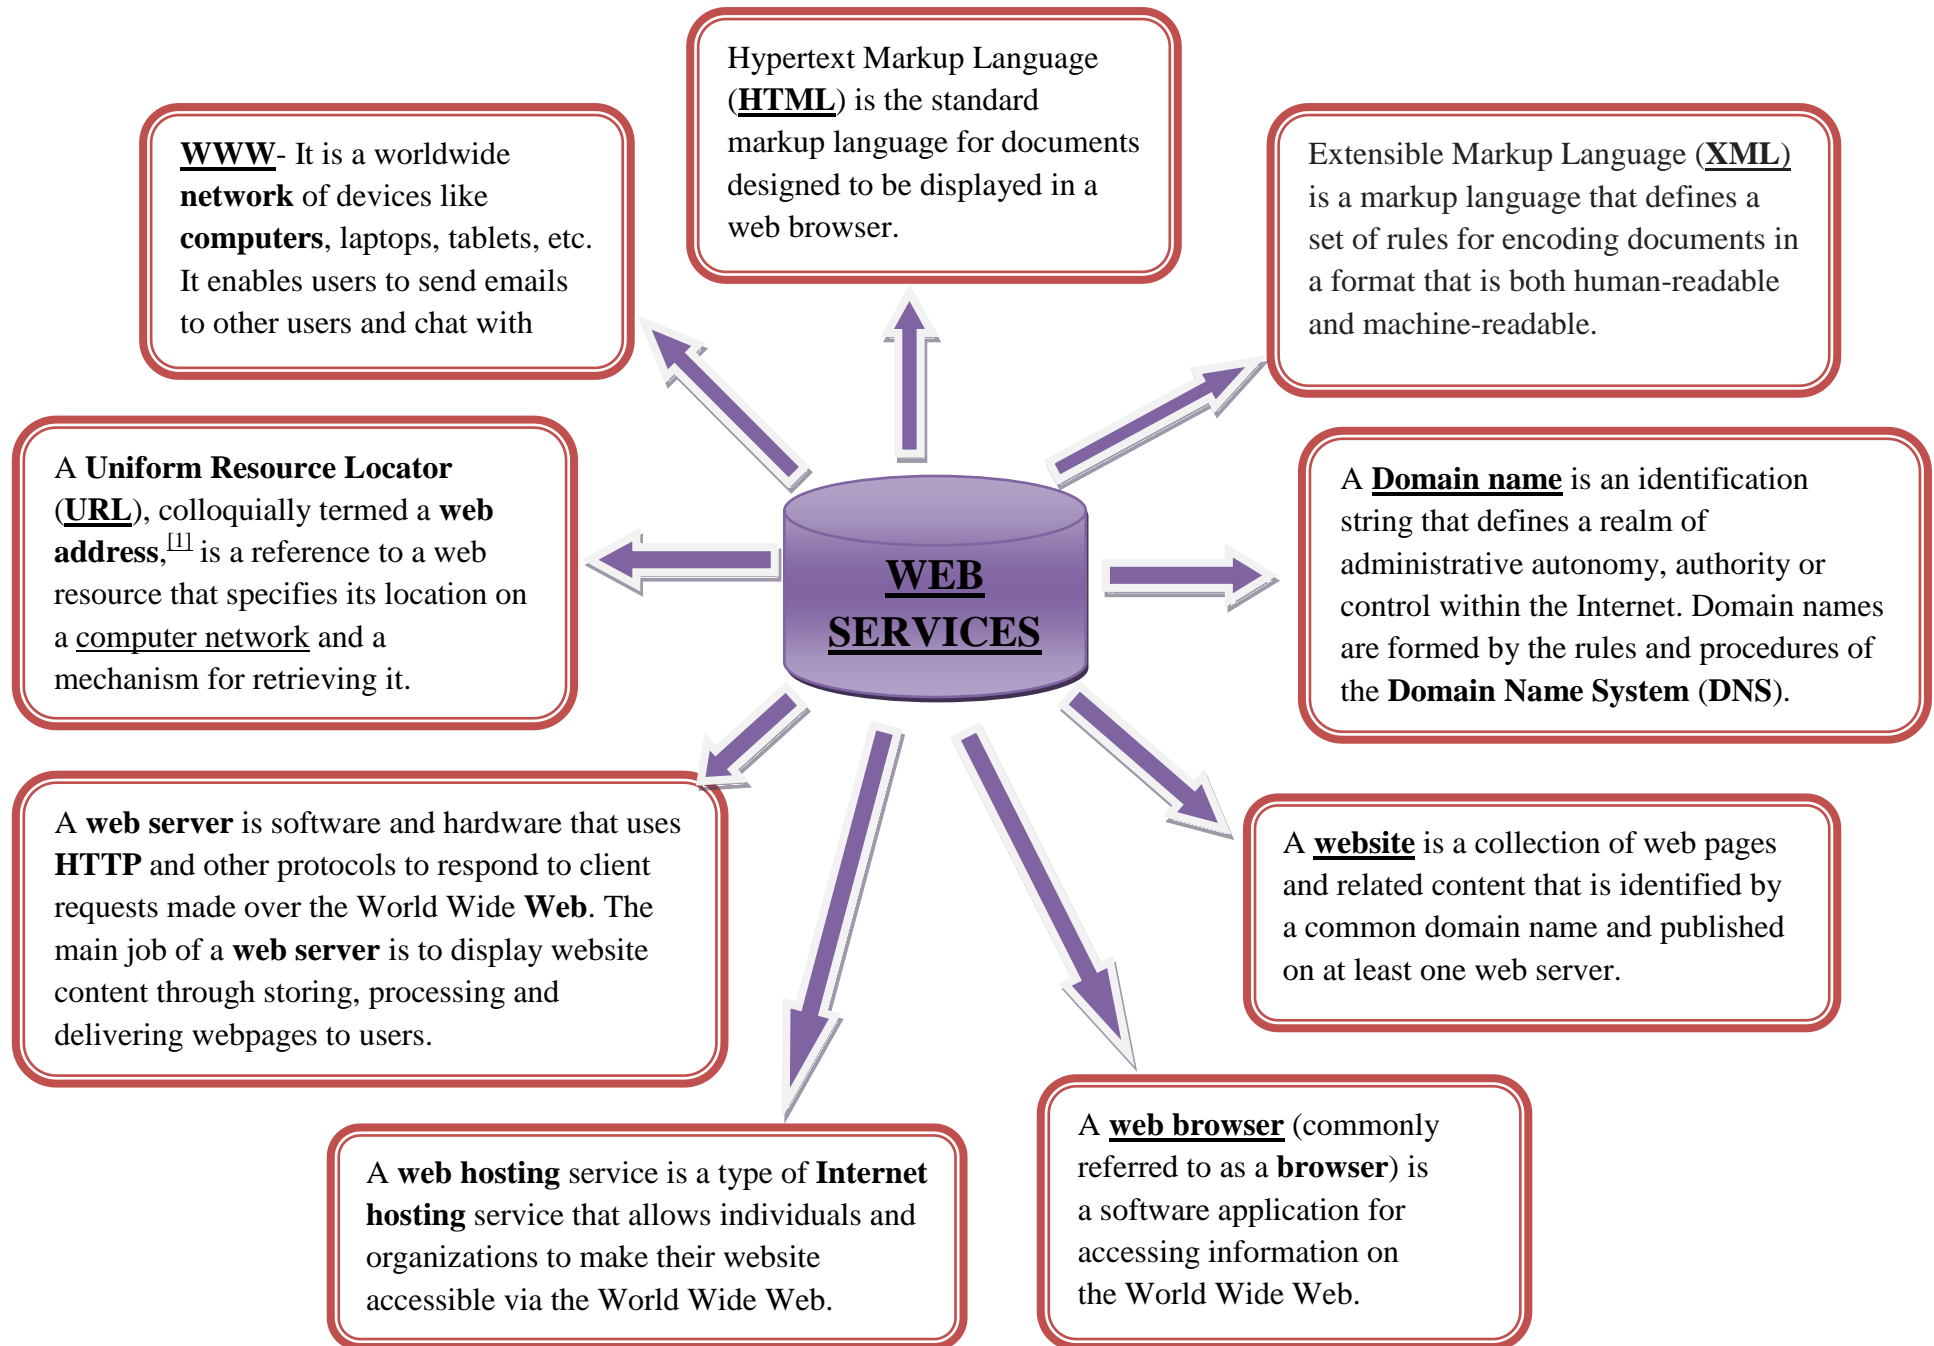 Hypertext Markup Language
(HTML) is the standard
markup language for documents
designed to be displayed in a
web browser.
WWW- It is a worldwide
network of devices like
computers, laptops, tablets, etc.
It enables users to send emails
to other users and chat with
Extensible Markup Language (XML)
is a markup language that defines a
set of rules for encoding documents in
a format that is both human-readable
and machine-readable.
A Uniform Resource Locator
(URL), colloquially termed a web
address,[1] is a reference to a web
resource that specifies its location on
a computer network and a
mechanism for retrieving it.
WEB
SERVICES
A Domain name is an identification
string that defines a realm of
administrative autonomy, authority or
control within the Internet. Domain names
are formed by the rules and procedures of
the Domain Name System (DNS).
A web server is software and hardware that uses
HTTP and other protocols to respond to client
requests made over the World Wide Web. The
main job of a web server is to display website
content through storing, processing and
delivering webpages to users.
A website is a collection of web pages
and related content that is identified by
a common domain name and published
on at least one web server.
A web hosting service is a type of Internet
hosting service that allows individuals and
organizations to make their website
accessible via the World Wide Web.
A web browser (commonly
referred to as a browser) is
a software application for
accessing information on
the World Wide Web.